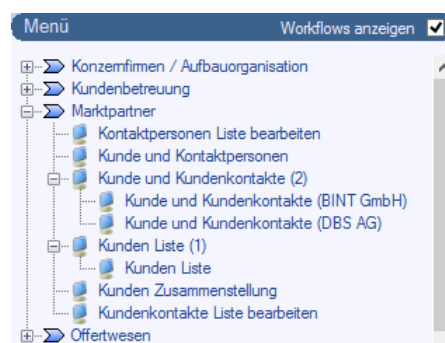 Menü Workflows anzeigen
Konzernfirmen / Aufbauorganisation
Kundenbetreuung
Marktpartner
Kontaktpersonen Liste bearbeiten
Kunde und Kontaktpersonen
Kunde und Kundenkontakte (2)
Kunde und Kundenkontakte (BINT GmbH)
Kunde und Kundenkontakte (DBS AG)
Kunden Liste (1)
Kunden Liste
Kunden Zusammenstellung
Kundenkontakte Liste bearbeiten
Offertwesen